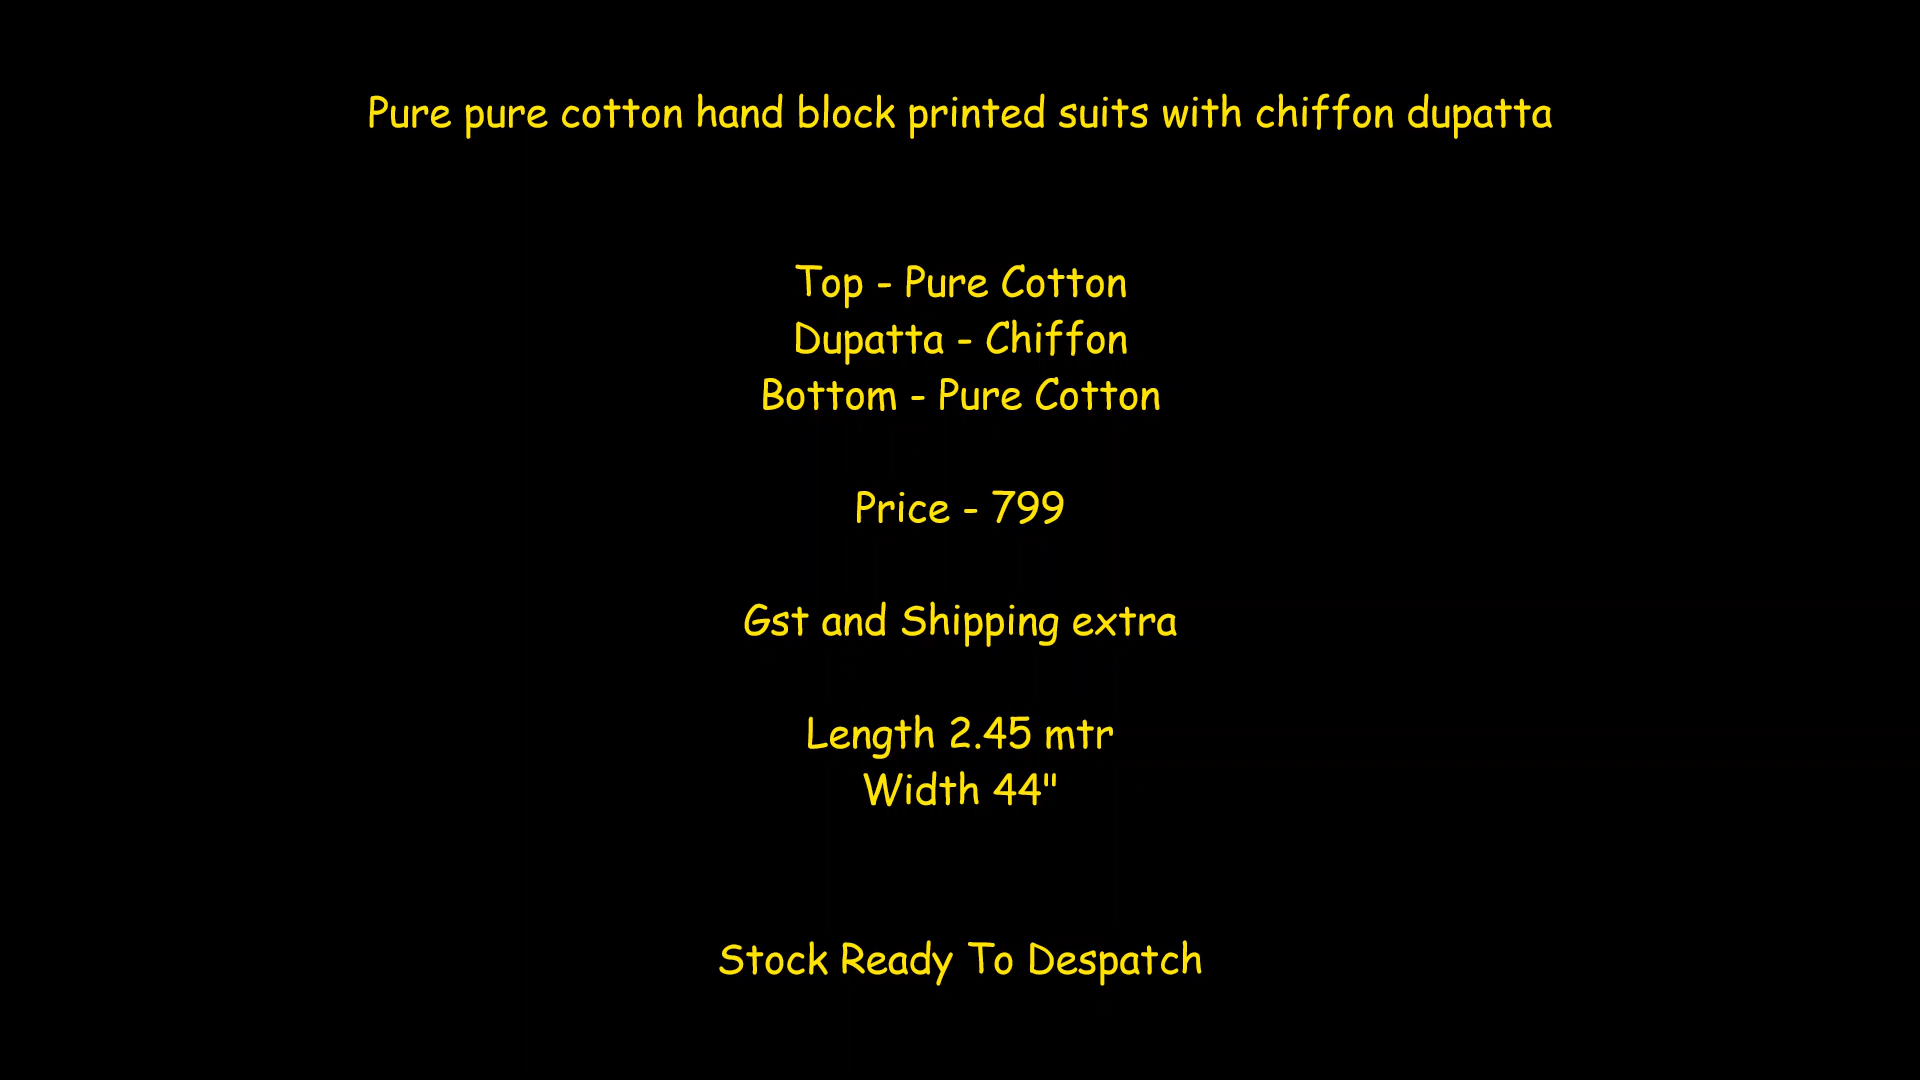 Pure pure cotton hand block printed suits with chiffon dupatta
Top - Pure Cotton
Dupatta - Chiffon
Bottom - Pure Cotton
Price - 799
Gst and Shipping extra
Length 2.45 mtr
Width 44"
Stock Ready To Despatch